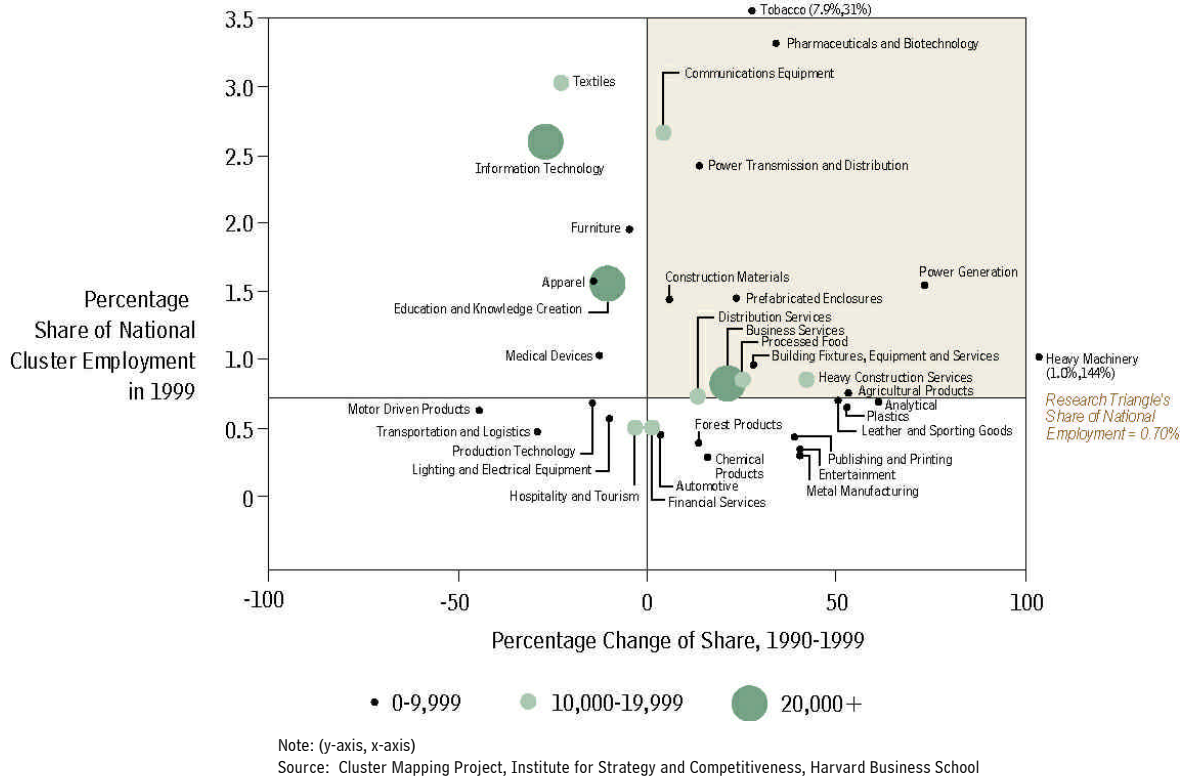 Tobacco (7.9%,31%)
3.5
Pharmaceuticals and Biotechnology
Communications Equipment
3.0
Textiles
2.5
Information Technology
Power Transmission and Distribution
2.0
Furniture
Power Generation
Construction Materials
1.5
Apparel
Prefabricated Enclosures
Education and Knowledge Creation
Distribution Services
Business Services
Processed Food
Building Fixtures, Equipment and Services
1.0
Medical Devices
Heavy Machinery
(1.0%,144%)
Heavy Construction Services
Agricultural Products
Analytical
Plastics
Leather and Sporting Goods
Research Triangle's
Share of National
Employment = 0.70%
Percentage
Share of National
Cluster Employment
in 1999
Motor Driven Products
0.5
Transportation and Logistics
Production Technology
Lighting and Electrical Equipment
Hospitality and Tourism
Forest Products
Chemical
Products
Automotive
Financial Services
Publishing and Printing
Entertainment
Metal Manufacturing
0
-100
-50
0
50
100
Percentage Change of Share, 1990-1999
0-9,999
10,000-19,999
20,000+
Note: (y-axis, x-axis)
Source: Cluster Mapping Project, Institute for Strategy and Competitiveness, Harvard Business School